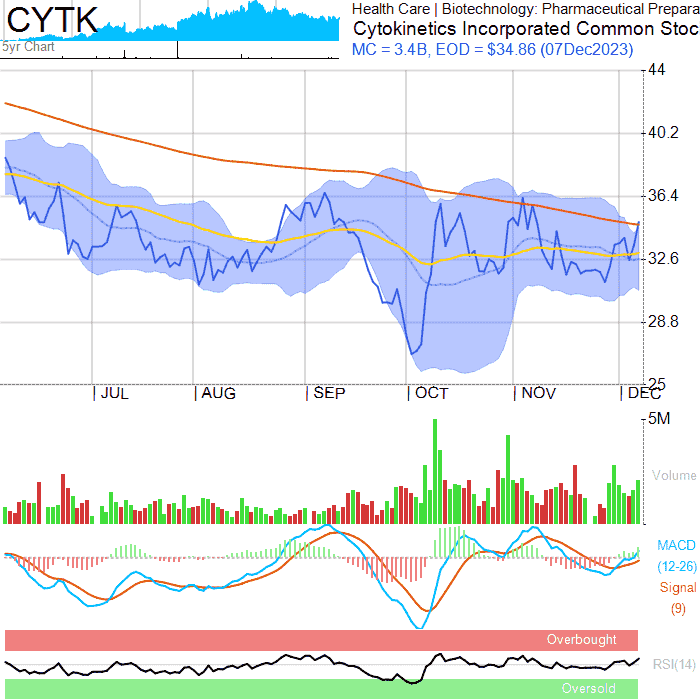 CYTK
5yr Chart
Health Care | Biotechnology: Pharmaceutical Prepara
Cytokinetics Incorporated Common Stoc
MC = 3.4B, EOD = $34.86 (07Dec2023)
44
40.2
36.4
32.6
28.8
25
JUL
AUG
SEP
OCT
NOV
DEC
5M
Volume
MACD
(12-26)
Signal
(9)
Overbought
RSI(14)
Oversold